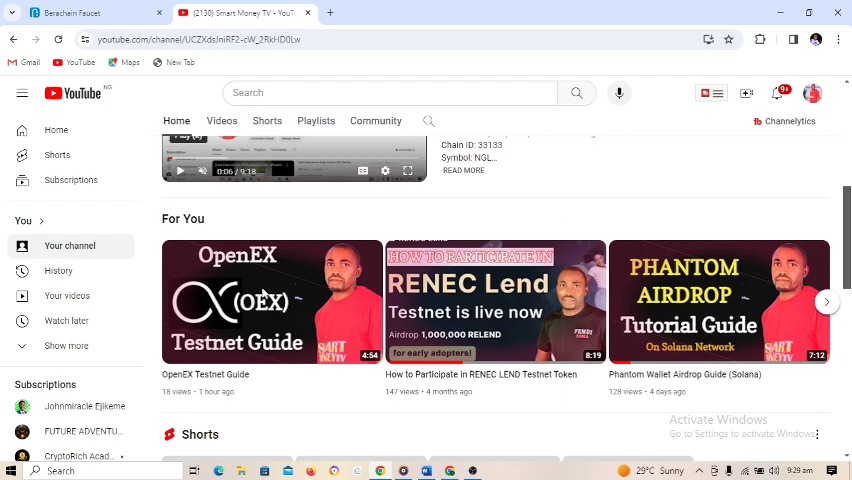 Berachain Faucet
(2130) Smart Money TV - YouT
youtube.com/channel/UCZXdsJniRF2-cW_2RkHD0Lw
Gmail
YouTube
Maps
New Tab
YouTube NG
Search
9+
Home
Videos
Shorts
Playlists
Community
Channelytics
Home
Shorts
Subscriptions
You
Your channel
History
Your videos
Watch later
Show more
Subscriptions
Johnmiracle Ejikeme
FUTURE ADVENTU...
CryptoRich Acad...
Play (k)
0:06 / 9:18
Chain ID: 33133
Symbol: NGL...
READ MORE
For You
OpenEX
(OEX)
Testnet Guide
4:54
OpenEX Testnet Guide
18 views • 1 hour ago
HOW TO PARTICIPATE IN
RENEC Lend
Testnet is live now
Airdrop 1,000,000 RELEND
for early adopters!
8:19
How to Participate in RENEC LEND Testnet Token
147 views • 4 months ago
PHANTOM
AIRDROP
Tutorial Guide
On Solana Network
7:12
Phantom Wallet Airdrop Guide (Solana)
128 views • 4 days ago
Shorts
Activate Windows
Go to Settings to activate Windows.
Search
29°C Sunny
9:29 am